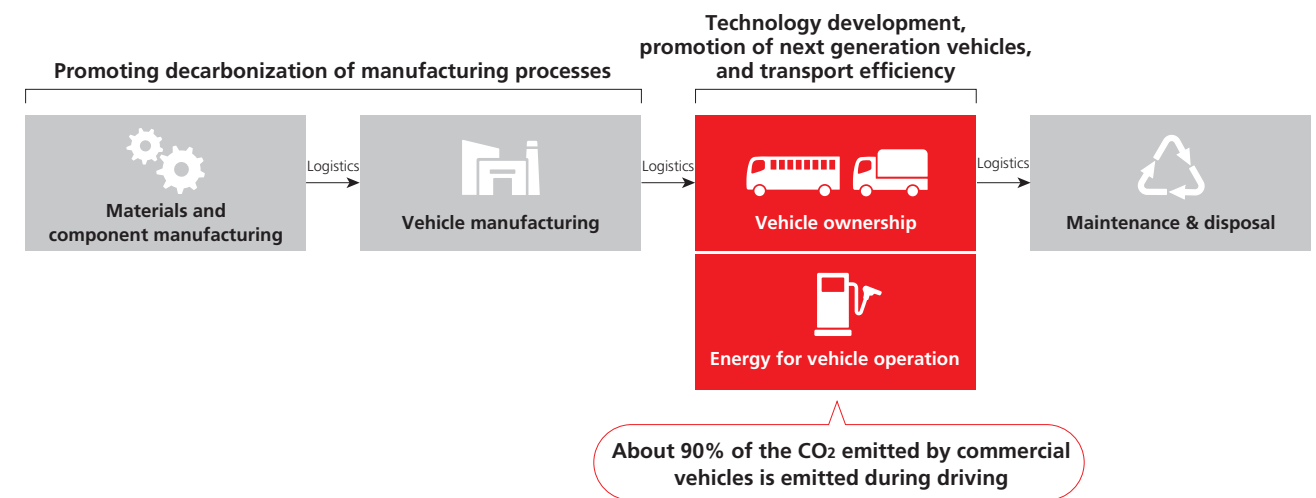 Technology development,
promotion of next generation vehicles,
and transport efficiency
Promoting decarbonization of manufacturing processes
Materials and
component manufacturing
Logistics
Vehicle manufacturing
Logistics
Vehicle ownership
Logistics
Maintenance & disposal
Energy for vehicle operation
About 90% of the CO₂ emitted by commercial
vehicles is emitted during driving